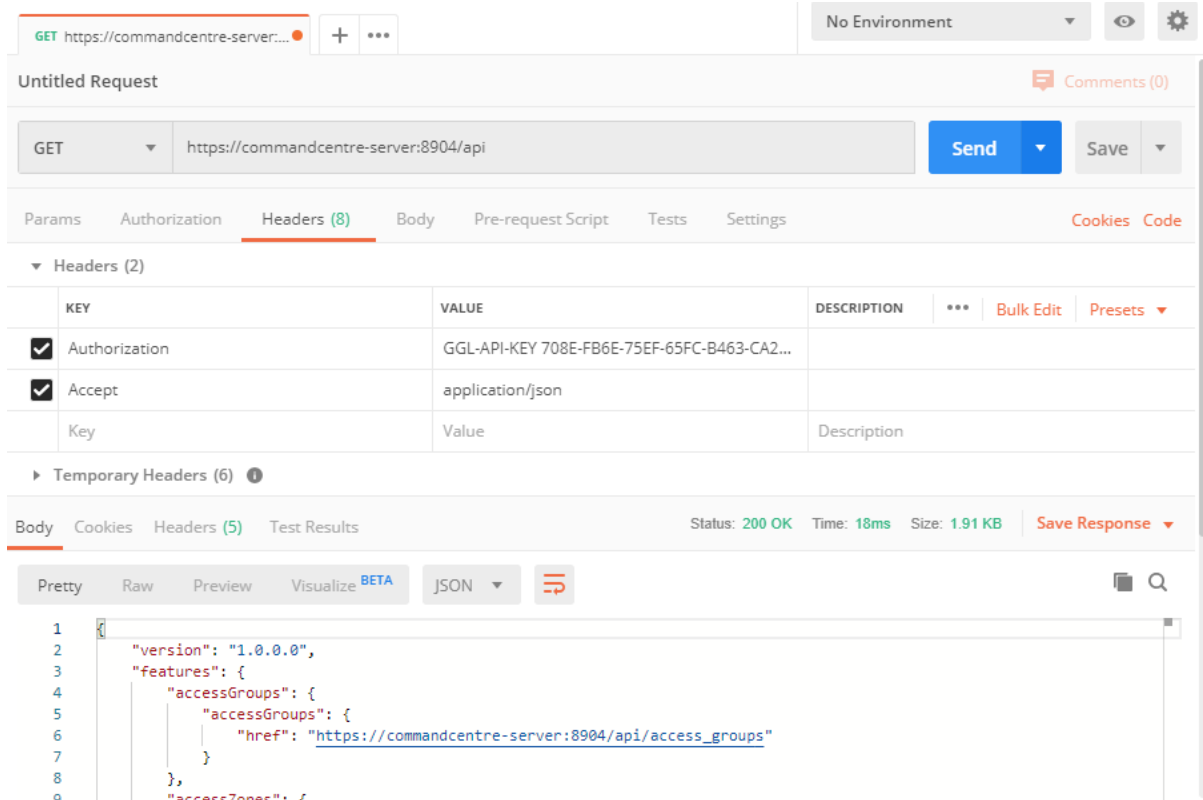 GET https://commandcentre-server:... + •••
No Environment
Untitled Request
Comments (0)
GET https://commandcentre-server:8904/api Send Save
Params Authorization Headers (8) Body Pre-request Script Tests Settings Cookies Code
Headers (2)
KEY VALUE DESCRIPTION ••• Bulk Edit Presets
Authorization GGL-API-KEY 708E-FB6E-75EF-65FC-B463-CA2...
Accept application/json
Key Value Description
Temporary Headers (6) i
Body Cookies Headers (5) Test Results Status: 200 OK Time: 18ms Size: 1.91 KB Save Response
Pretty Raw Preview Visualize BETA JSON
1 {
2 "version": "1.0.0.0",
3 "features": {
4 "accessGroups": {
5 "accessGroups": {
6 "href": "https://commandcentre-server:8904/api/access_groups"
7 }
8 },
9 "accessZones": {